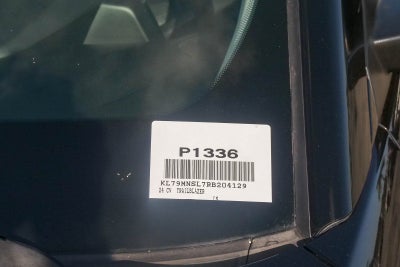 P1336
KL79MNSL7RB204129
24 CV TRAILBLAZER